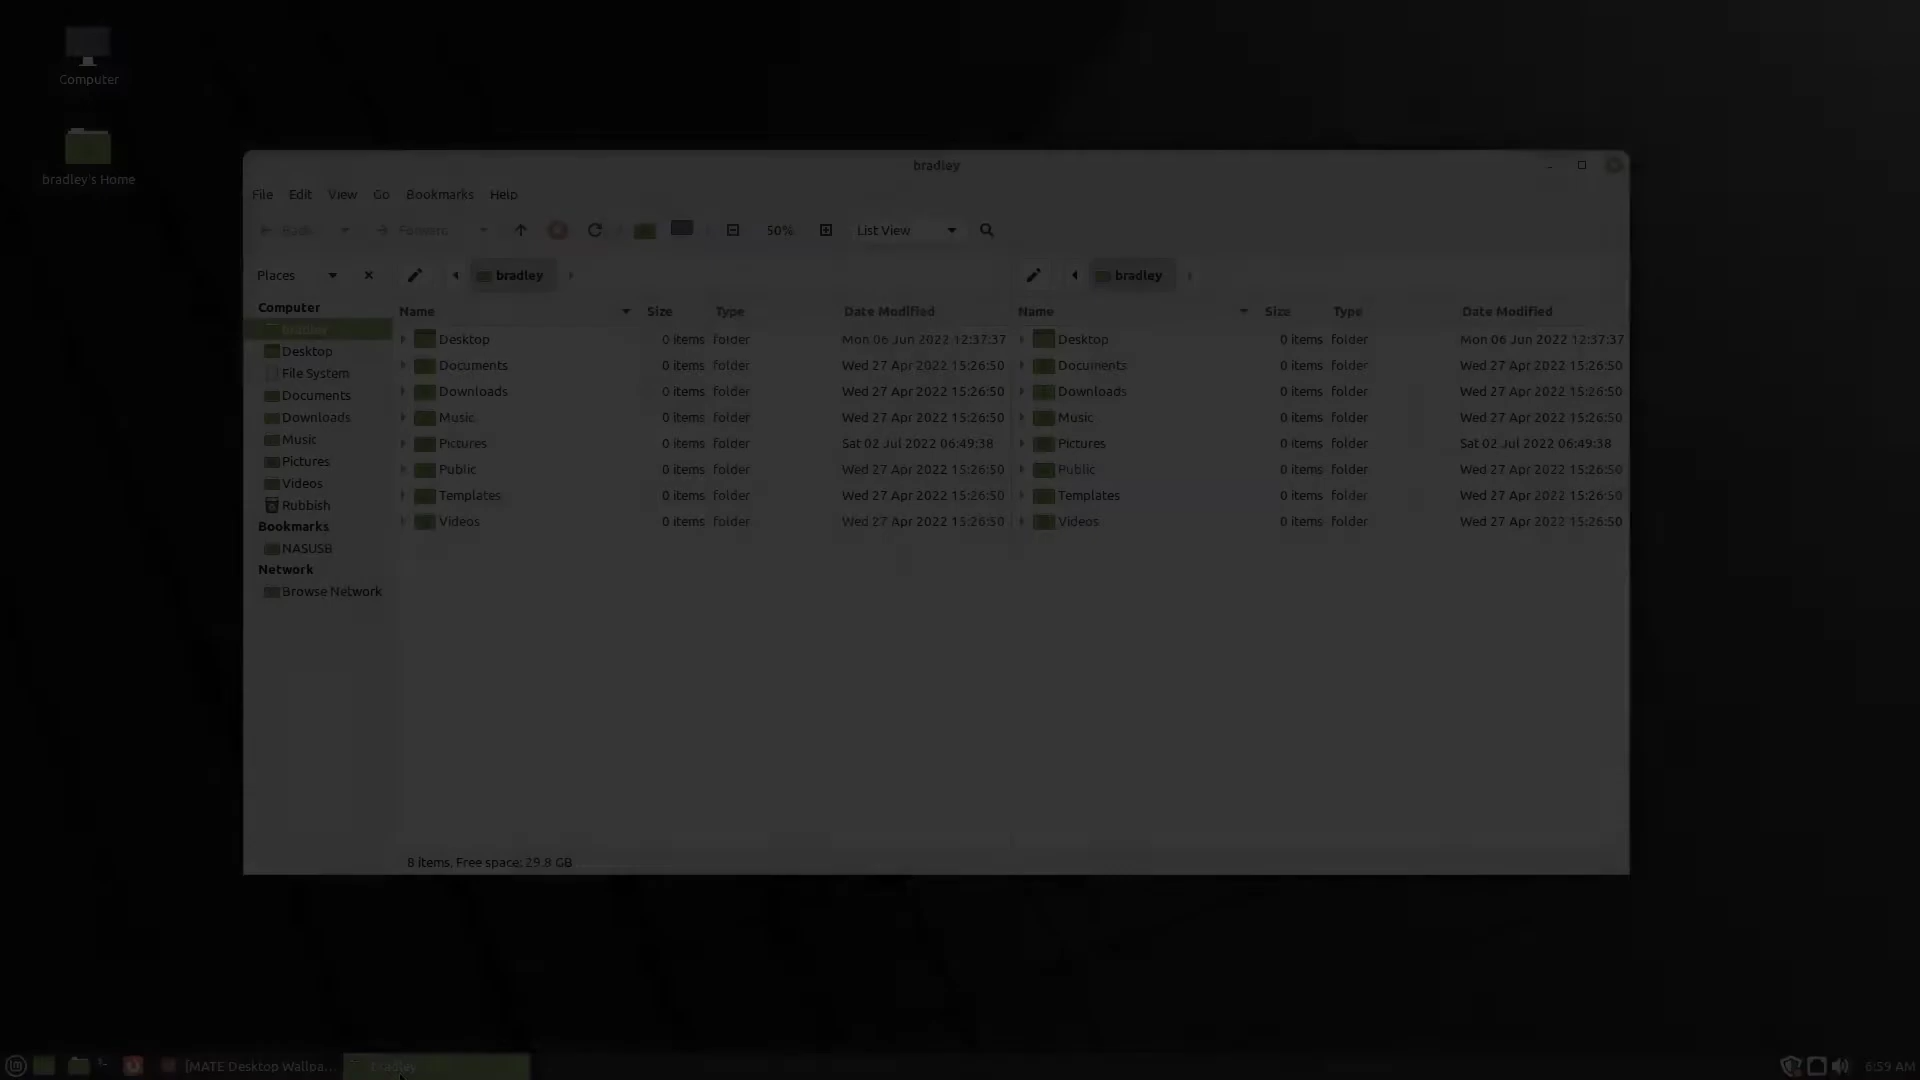 Computer
bradley's Home
bradley
File Edit View Go Bookmarks Help
Back Forward 50% List View
Places bradley bradley
Computer
bradley
Desktop
File System
Documents
Downloads
Music
Pictures
Videos
Rubbish
Bookmarks
NASUSB
Network
Browse Network
Name Size Type Date Modified
Desktop 0 items folder Mon 06 Jun 2022 12:37:37
Documents 0 items folder Wed 27 Apr 2022 15:26:50
Downloads 0 items folder Wed 27 Apr 2022 15:26:50
Music 0 items folder Wed 27 Apr 2022 15:26:50
Pictures 0 items folder Sat 02 Jul 2022 06:49:38
Public 0 items folder Wed 27 Apr 2022 15:26:50
Templates 0 items folder Wed 27 Apr 2022 15:26:50
Videos 0 items folder Wed 27 Apr 2022 15:26:50
Name Size Type Date Modified
Desktop 0 items folder Mon 06 Jun 2022 12:37:37
Documents 0 items folder Wed 27 Apr 2022 15:26:50
Downloads 0 items folder Wed 27 Apr 2022 15:26:50
Music 0 items folder Wed 27 Apr 2022 15:26:50
Pictures 0 items folder Sat 02 Jul 2022 06:49:38
Public 0 items folder Wed 27 Apr 2022 15:26:50
Templates 0 items folder Wed 27 Apr 2022 15:26:50
Videos 0 items folder Wed 27 Apr 2022 15:26:50
8 items, Free space: 29.8 GB
[MATE Desktop Wallpa... bradley 6:59 AM